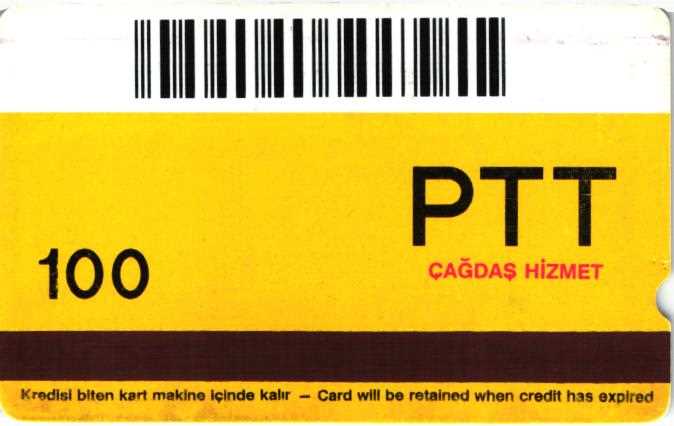 PTT
ÇAĞDAŞ HİZMET
100
Kredisi biten kart makine içinde kalır — Card will be retained when credit has expired